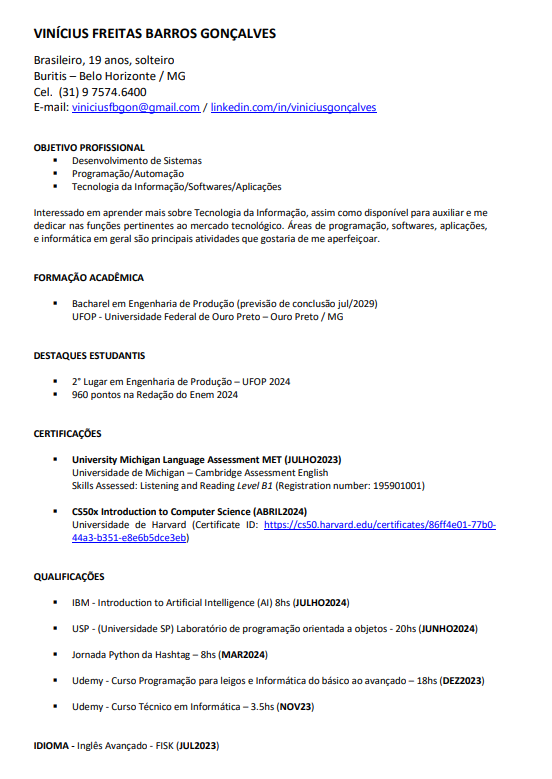 VINÍCIUS FREITAS BARROS GONÇALVES
Brasileiro, 19 anos, solteiro
Buritis – Belo Horizonte / MG
Cel. (31) 9 7574.6400
E-mail: viniciusfbgon@gmail.com / linkedin.com/in/viniciusgonçalves
OBJETIVO PROFISSIONAL
▪ Desenvolvimento de Sistemas
▪ Programação/Automação
▪ Tecnologia da Informação/Softwares/Aplicações
Interessado em aprender mais sobre Tecnologia da Informação, assim como disponível para auxiliar e me
dedicar nas funções pertinentes ao mercado tecnológico. Áreas de programação, softwares, aplicações,
e informática em geral são principais atividades que gostaria de me aperfeiçoar.
FORMAÇÃO ACADÊMICA
▪ Bacharel em Engenharia de Produção (previsão de conclusão jul/2029)
UFOP - Universidade Federal de Ouro Preto – Ouro Preto / MG
DESTAQUES ESTUDANTIS
▪ 2° Lugar em Engenharia de Produção – UFOP 2024
▪ 960 pontos na Redação do Enem 2024
CERTIFICAÇÕES
▪ University Michigan Language Assessment MET (JULHO2023)
Universidade de Michigan – Cambridge Assessment English
Skills Assessed: Listening and Reading Level B1 (Registration number: 195901001)
▪ CS50x Introduction to Computer Science (ABRIL2024)
Universidade de Harvard (Certificate ID: https://cs50.harvard.edu/certificates/86ff4e01-77b0-
44a3-b351-e8e6b5dce3eb)
QUALIFICAÇÕES
▪ IBM - Introduction to Artificial Intelligence (AI) 8hs (JULHO2024)
▪ USP - (Universidade SP) Laboratório de programação orientada a objetos - 20hs (JUNHO2024)
▪ Jornada Python da Hashtag – 8hs (MAR2024)
▪ Udemy - Curso Programação para leigos e Informática do básico ao avançado – 18hs (DEZ2023)
▪ Udemy - Curso Técnico em Informática – 3.5hs (NOV23)
IDIOMA - Inglês Avançado - FISK (JUL2023)